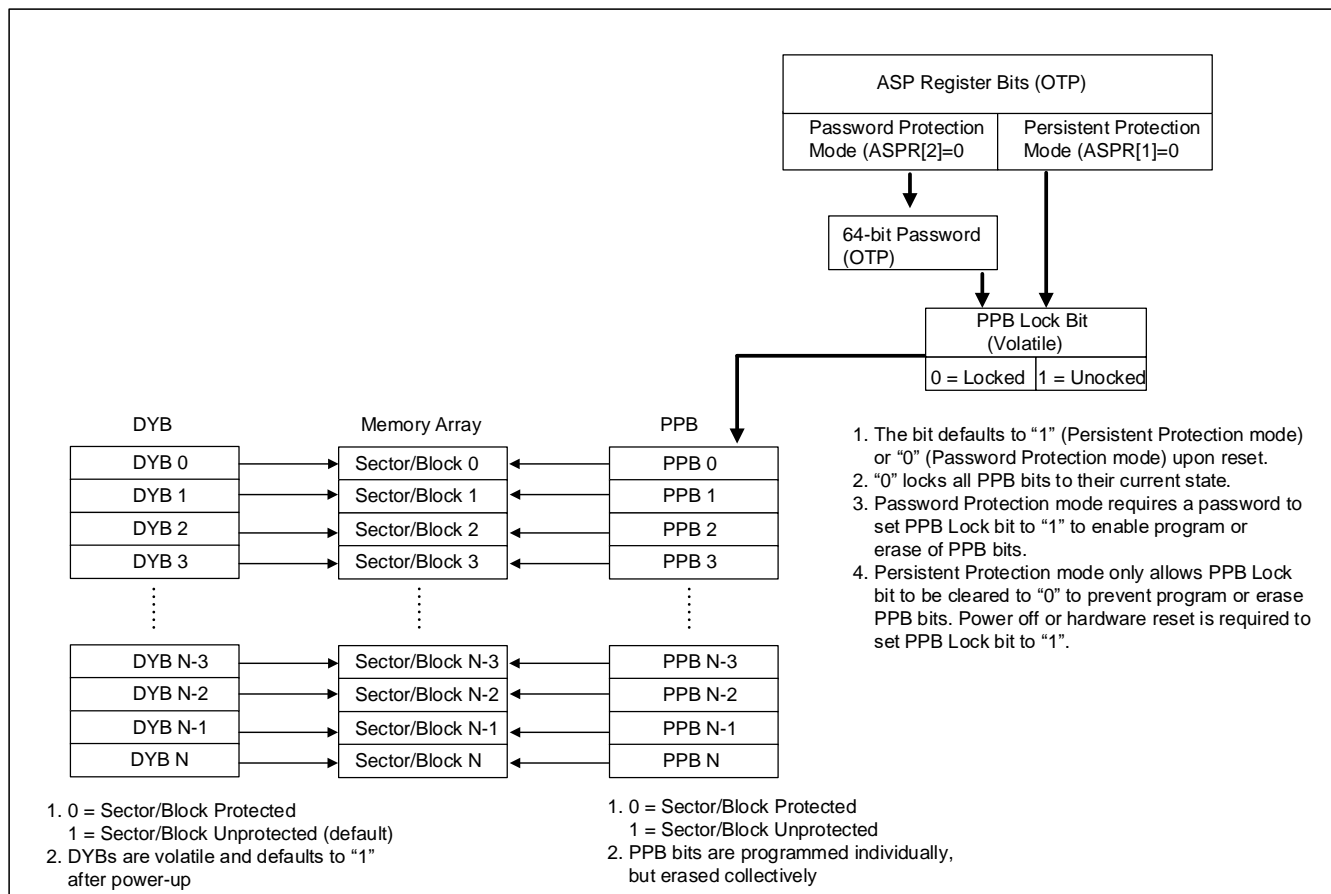 ASP Register Bits (OTP)
Password Protection
Mode (ASPR[2]=0
Persistent Protection
Mode (ASPR[1]=0
64-bit Password
(OTP)
PPB Lock Bit
(Volatile)
0 = Locked
1 = Unocked
1. The bit defaults to “1” (Persistent Protection mode)
or “0” (Password Protection mode) upon reset.
2. “0” locks all PPB bits to their current state.
3. Password Protection mode requires a password to
set PPB Lock bit to “1” to enable program or
erase of PPB bits.
4. Persistent Protection mode only allows PPB Lock
bit to be cleared to “0” to prevent program or erase
PPB bits. Power off or hardware reset is required to
set PPB Lock bit to “1”.
DYB Memory Array PPB
DYB 0 Sector/Block 0 PPB 0
DYB 1 Sector/Block 1 PPB 1
DYB 2 Sector/Block 2 PPB 2
DYB 3 Sector/Block 3 PPB 3
DYB N-3 Sector/Block N-3 PPB N-3
DYB N-2 Sector/Block N-2 PPB N-2
DYB N-1 Sector/Block N-1 PPB N-1
DYB N Sector/Block N PPB N
1. 0 = Sector/Block Protected
1 = Sector/Block Unprotected (default)
2. DYBs are volatile and defaults to “1”
after power-up
1. 0 = Sector/Block Protected
1 = Sector/Block Unprotected
2. PPB bits are programmed individually,
but erased collectively